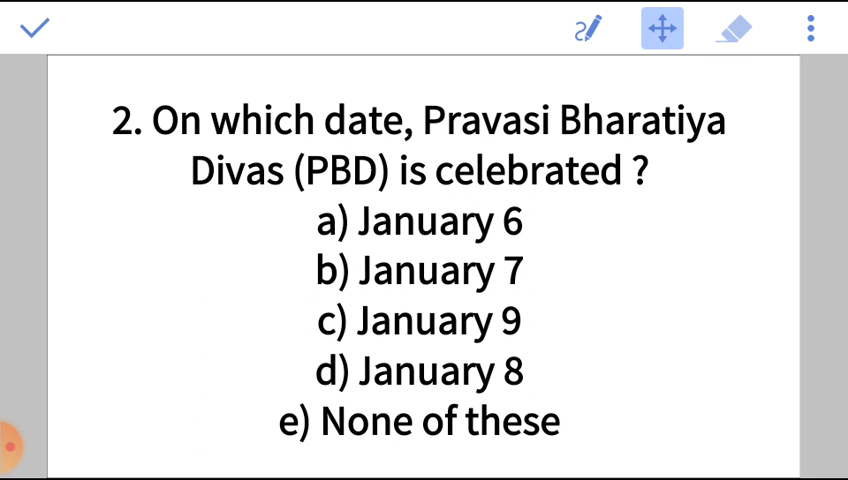 2. On which date, Pravasi Bharatiya
Divas (PBD) is celebrated ?
a) January 6
b) January 7
c) January 9
d) January 8
e) None of these